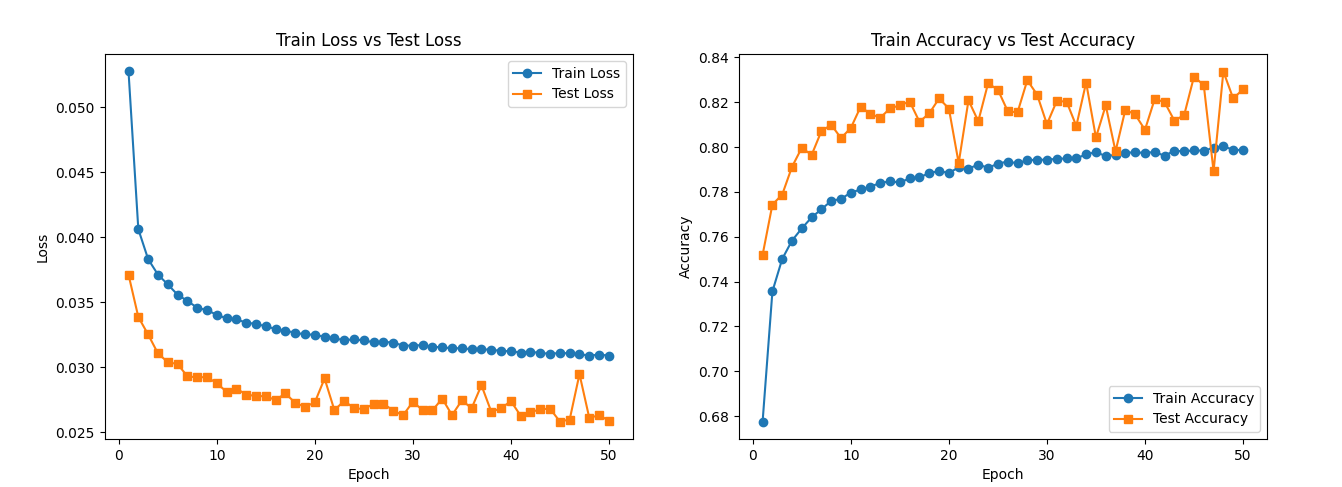 Train Loss vs Test Loss
Train Loss
Test Loss
0.050
0.045
0.040
0.035
0.030
0.025
Loss
0 10 20 30 40 50
Epoch
Train Accuracy vs Test Accuracy
0.84
0.82
0.80
0.78
0.76
0.74
0.72
0.70
0.68
Accuracy
Train Accuracy
Test Accuracy
0 10 20 30 40 50
Epoch